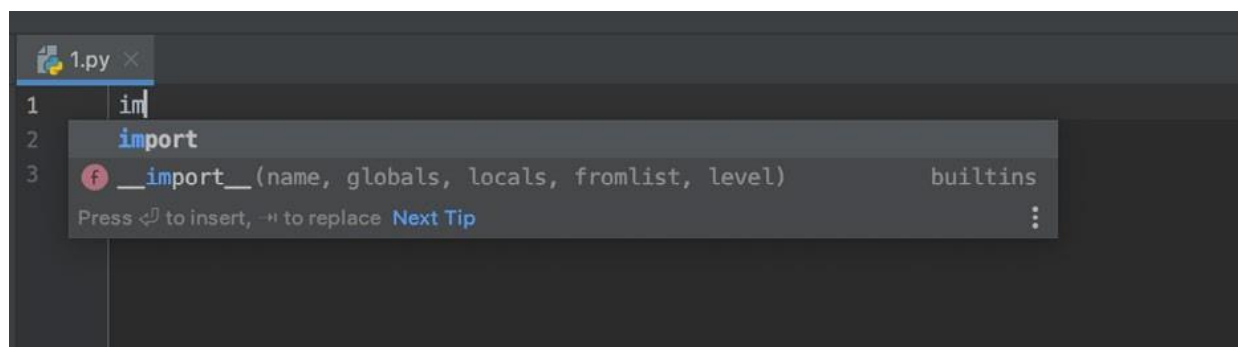 1.py
1 im
2 import
3 f __import__(name, globals, locals, fromlist, level) builtins
Press ⏎ to insert, ⇥ to replace Next Tip